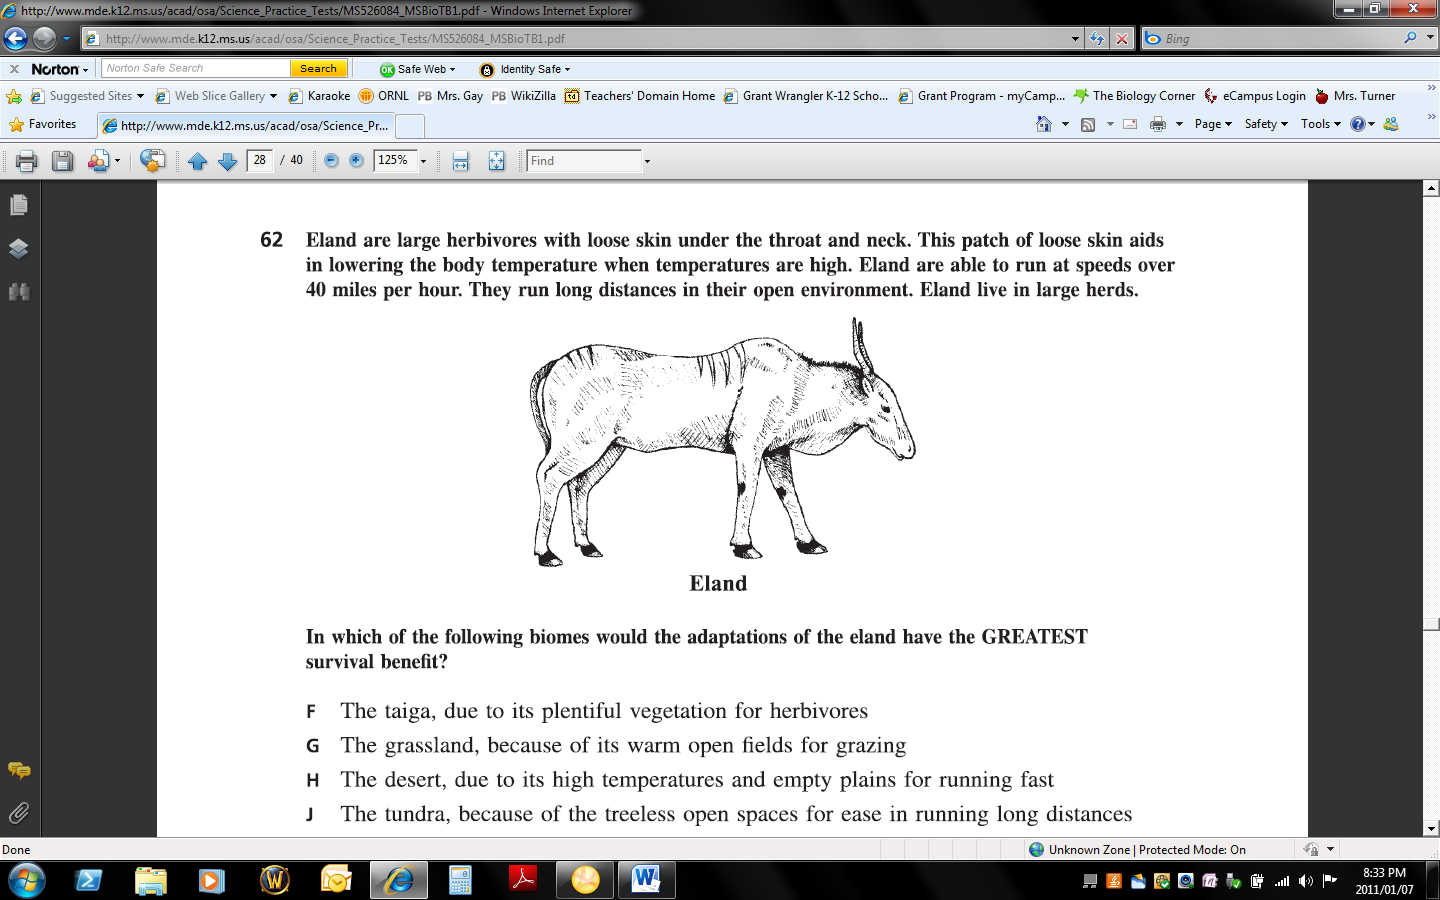 http://www.mde.k12.ms.us/acad/osa/Science_Practice_Tests/MS526084_MSBioTB1.pdf - Windows Internet Explorer
http://www.mde.k12.ms.us/acad/osa/Science_Practice_Tests/MS526084_MSBioTB1.pdf Bing
x Norton Norton Safe Search Search OK Safe Web Identity Safe
Suggested Sites Web Slice Gallery Karaoke ORNL PB Mrs. Gay PB WikiZilla td Teachers' Domain Home Grant Wrangler K-12 Scho... Grant Program - myCamp... The Biology Corner eCampus Login Mrs. Turner
Favorites http://www.mde.k12.ms.us/acad/osa/Science_Pr... Page Safety Tools
28 / 40 125% Find
62 Eland are large herbivores with loose skin under the throat and neck. This patch of loose skin aids
in lowering the body temperature when temperatures are high. Eland are able to run at speeds over
40 miles per hour. They run long distances in their open environment. Eland live in large herds.
Eland
In which of the following biomes would the adaptations of the eland have the GREATEST
survival benefit?
F The taiga, due to its plentiful vegetation for herbivores
G The grassland, because of its warm open fields for grazing
H The desert, due to its high temperatures and empty plains for running fast
J The tundra, because of the treeless open spaces for ease in running long distances
Done Unknown Zone | Protected Mode: On
8:33 PM
2011/01/07